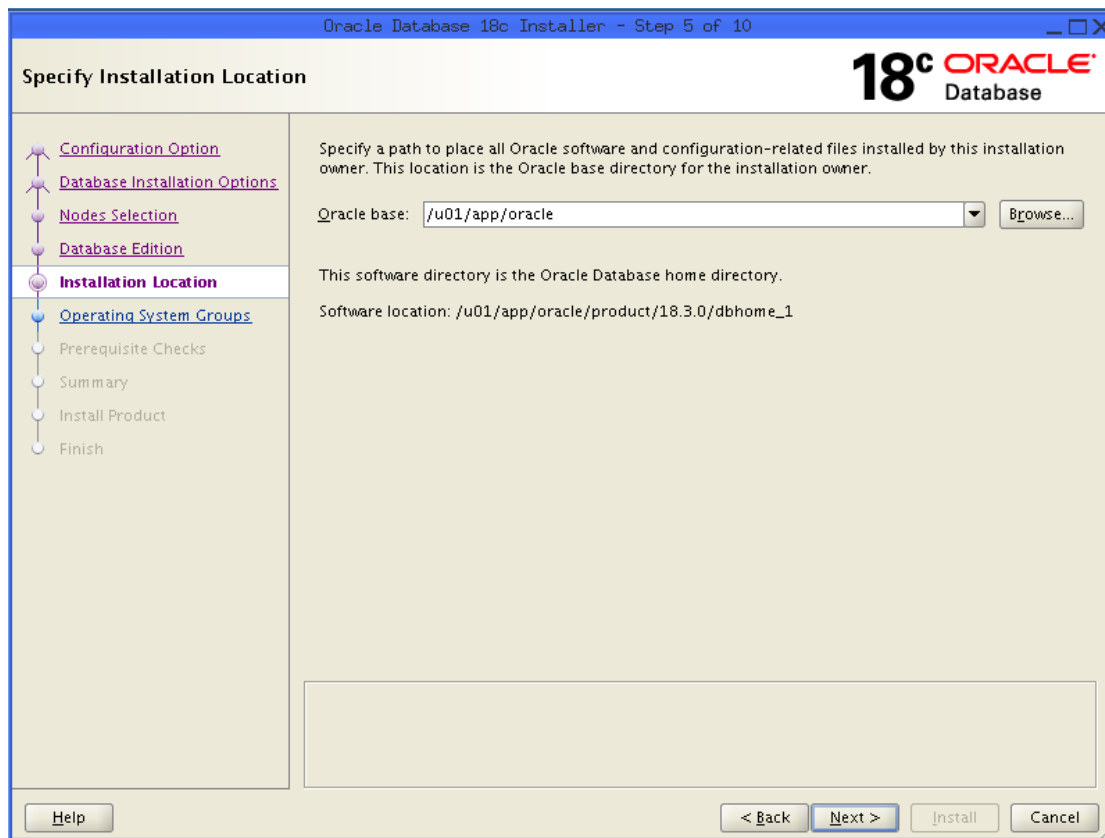 Oracle Database 18c Installer - Step 5 of 10
Specify Installation Location
18c ORACLE
Database
Configuration Option
Database Installation Options
Nodes Selection
Database Edition
Installation Location
Operating System Groups
Prerequisite Checks
Summary
Install Product
Finish
Specify a path to place all Oracle software and configuration-related files installed by this installation
owner. This location is the Oracle base directory for the installation owner.
Oracle base: /u01/app/oracle Browse...
This software directory is the Oracle Database home directory.
Software location: /u01/app/oracle/product/18.3.0/dbhome_1
Help < Back Next > Install Cancel